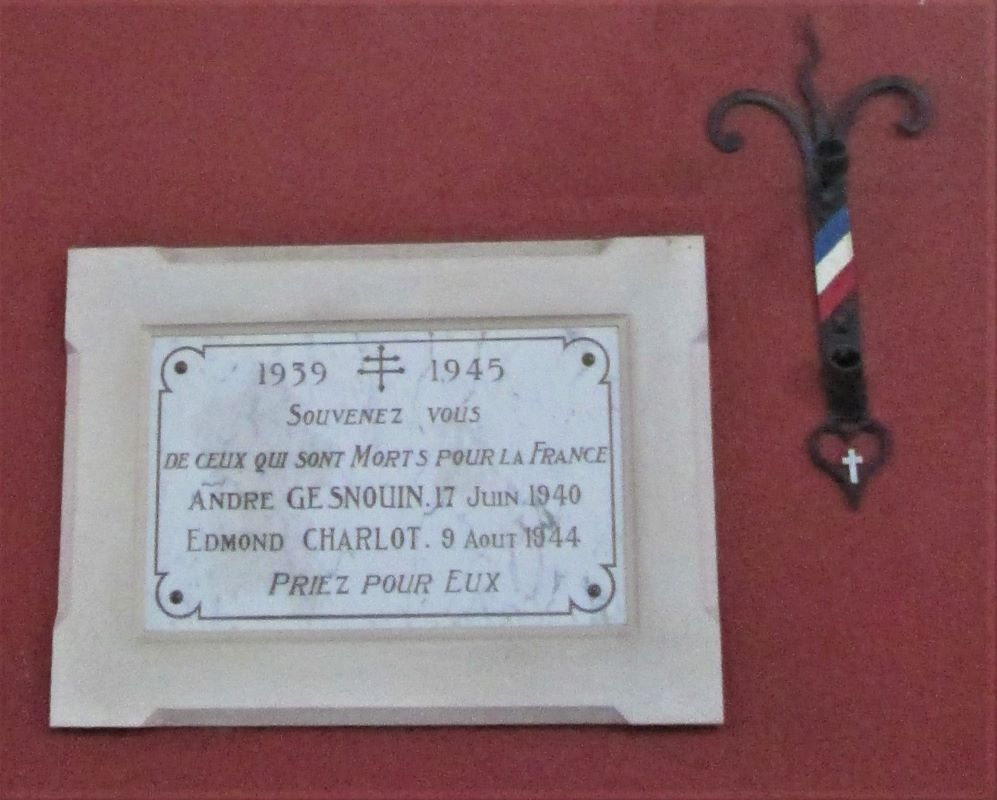 1939 ☨ 1945
SOUVENEZ VOUS
DE CEUX QUI SONT MORTS POUR LA FRANCE
ANDRE GESNOUIN. 17 JUIN 1940
EDMOND CHARLOT. 9 AOUT 1944
PRIEZ POUR EUX